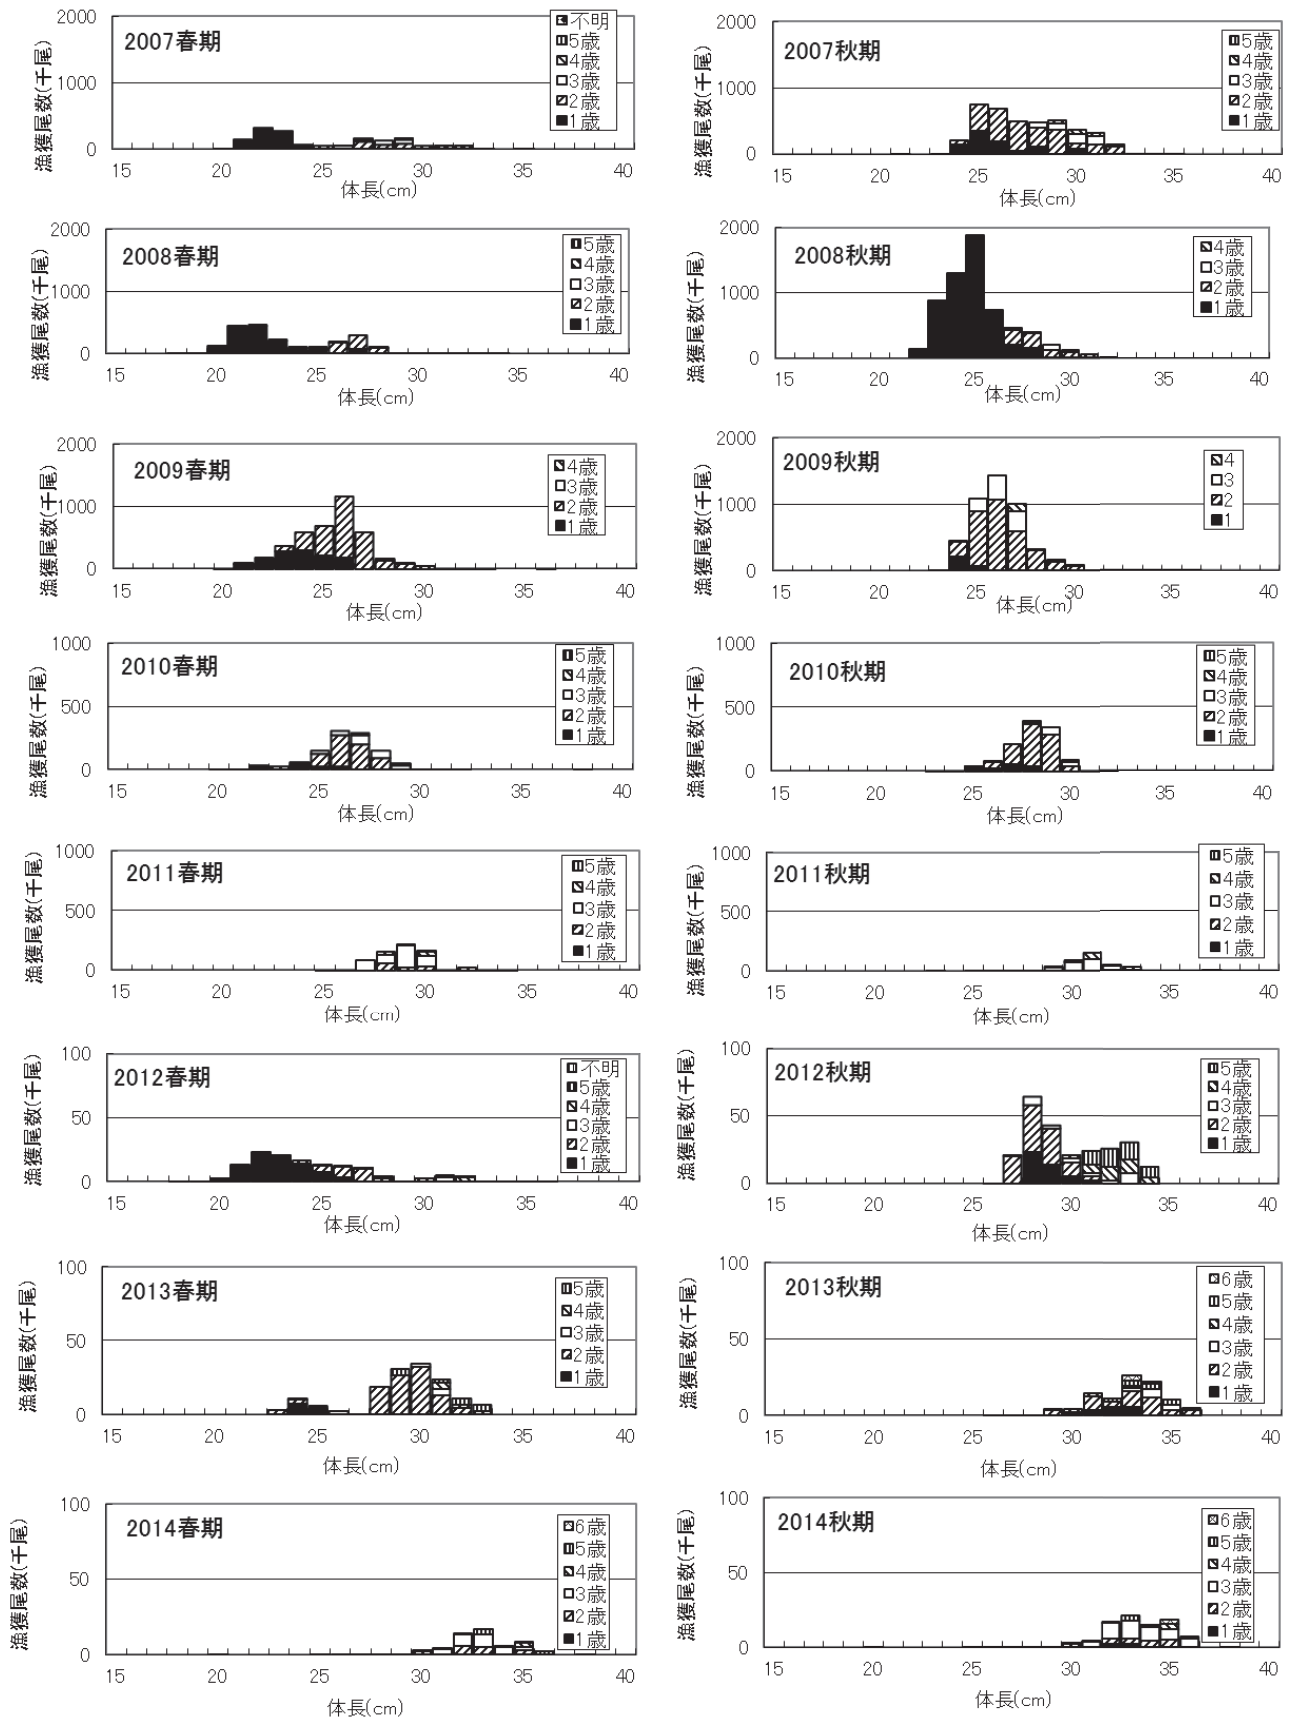 2007春期
漁獲尾数(千尾)
2000
1000
0
不明
5歳
4歳
3歳
2歳
1歳
15 20 25 30 35 40
体長(cm)
2007秋期
漁獲尾数(千尾)
2000
1000
0
5歳
4歳
3歳
2歳
1歳
15 20 25 30 35 40
体長(cm)
2008春期
漁獲尾数(千尾)
2000
1000
0
5歳
4歳
3歳
2歳
1歳
15 20 25 30 35 40
体長(cm)
2008秋期
漁獲尾数(千尾)
2000
1000
0
4歳
3歳
2歳
1歳
15 20 25 30 35 40
体長(cm)
2009春期
漁獲尾数(千尾)
2000
1000
0
4歳
3歳
2歳
1歳
15 20 25 30 35 40
体長(cm)
2009秋期
漁獲尾数(千尾)
2000
1000
0
4
3
2
1
15 20 25 30 35 40
体長(cm)
2010春期
漁獲尾数(千尾)
1000
500
0
5歳
4歳
3歳
2歳
1歳
15 20 25 30 35 40
体長(cm)
2010秋期
漁獲尾数(千尾)
1000
500
0
5歳
4歳
3歳
2歳
1歳
15 20 25 30 35 40
体長(cm)
2011春期
漁獲尾数(千尾)
1000
500
0
5歳
4歳
3歳
2歳
1歳
15 20 25 30 35 40
体長(cm)
2011秋期
漁獲尾数(千尾)
1000
500
0
5歳
4歳
3歳
2歳
1歳
15 20 25 30 35 40
体長(cm)
2012春期
漁獲尾数(千尾)
100
50
0
不明
5歳
4歳
3歳
2歳
1歳
15 20 25 30 35 40
体長(cm)
2012秋期
漁獲尾数(千尾)
100
50
0
5歳
4歳
3歳
2歳
1歳
15 20 25 30 35 40
体長(cm)
2013春期
漁獲尾数(千尾)
100
50
0
5歳
4歳
3歳
2歳
1歳
15 20 25 30 35 40
体長(cm)
2013秋期
漁獲尾数(千尾)
100
50
0
6歳
5歳
4歳
3歳
2歳
1歳
15 20 25 30 35 40
体長(cm)
2014春期
漁獲尾数(千尾)
100
50
0
6歳
5歳
4歳
3歳
2歳
1歳
15 20 25 30 35 40
体長(cm)
2014秋期
漁獲尾数(千尾)
100
50
0
6歳
5歳
4歳
3歳
2歳
1歳
15 20 25 30 35 40
体長(cm)